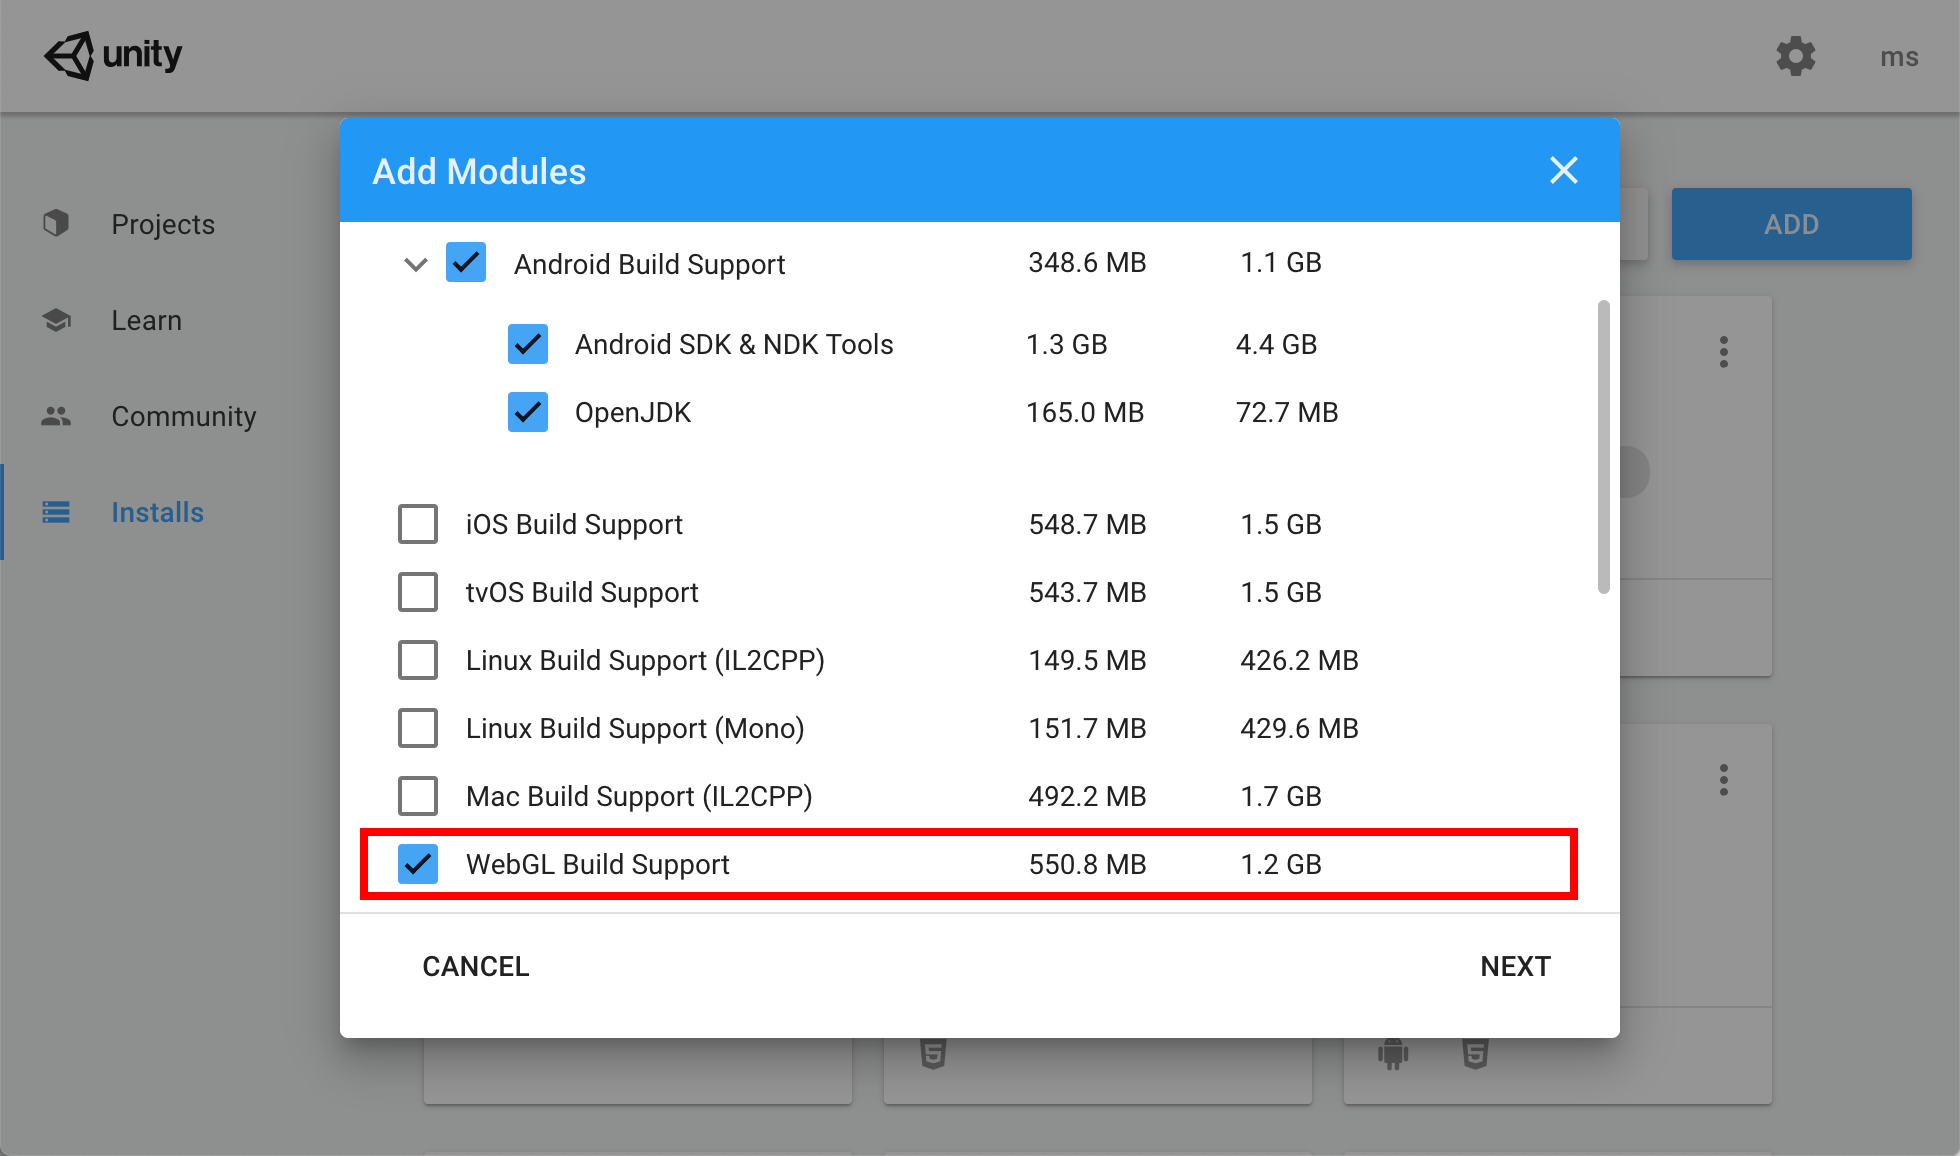 unity
ms
Add Modules
ADD
Projects
Learn
Community
Installs
Android Build Support 348.6 MB 1.1 GB
Android SDK & NDK Tools 1.3 GB 4.4 GB
OpenJDK 165.0 MB 72.7 MB
iOS Build Support 548.7 MB 1.5 GB
tvOS Build Support 543.7 MB 1.5 GB
Linux Build Support (IL2CPP) 149.5 MB 426.2 MB
Linux Build Support (Mono) 151.7 MB 429.6 MB
Mac Build Support (IL2CPP) 492.2 MB 1.7 GB
WebGL Build Support 550.8 MB 1.2 GB
CANCEL NEXT